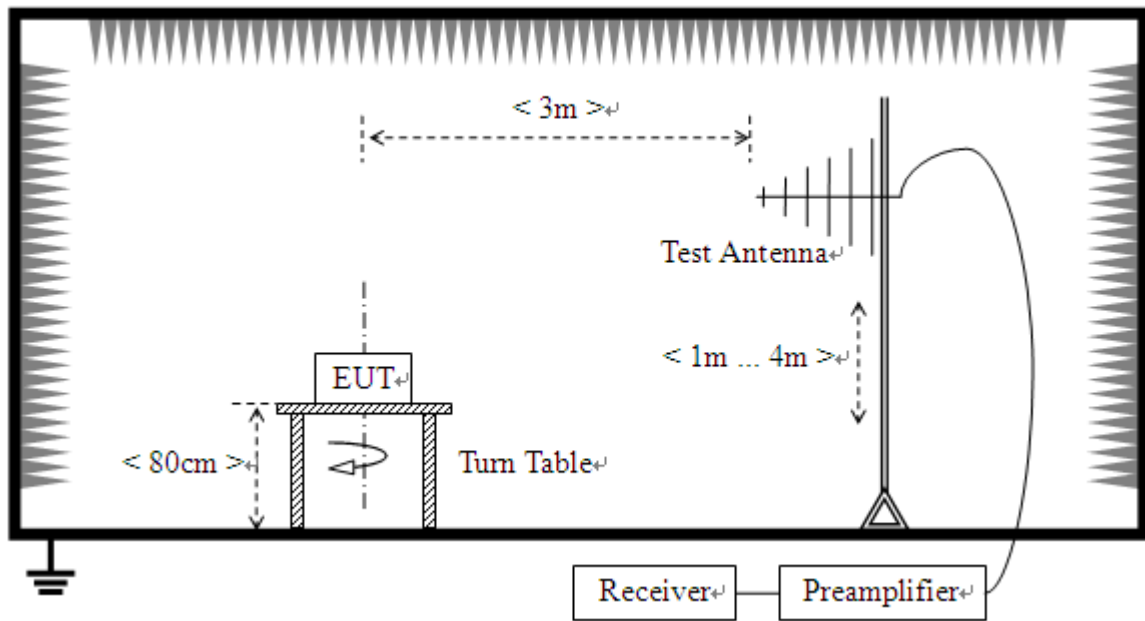 < 3m >↵
Test Antenna↵
< 1m ... 4m >↵
EUT↵
< 80cm >↵
Turn Table↵
Receiver↵
Preamplifier↵